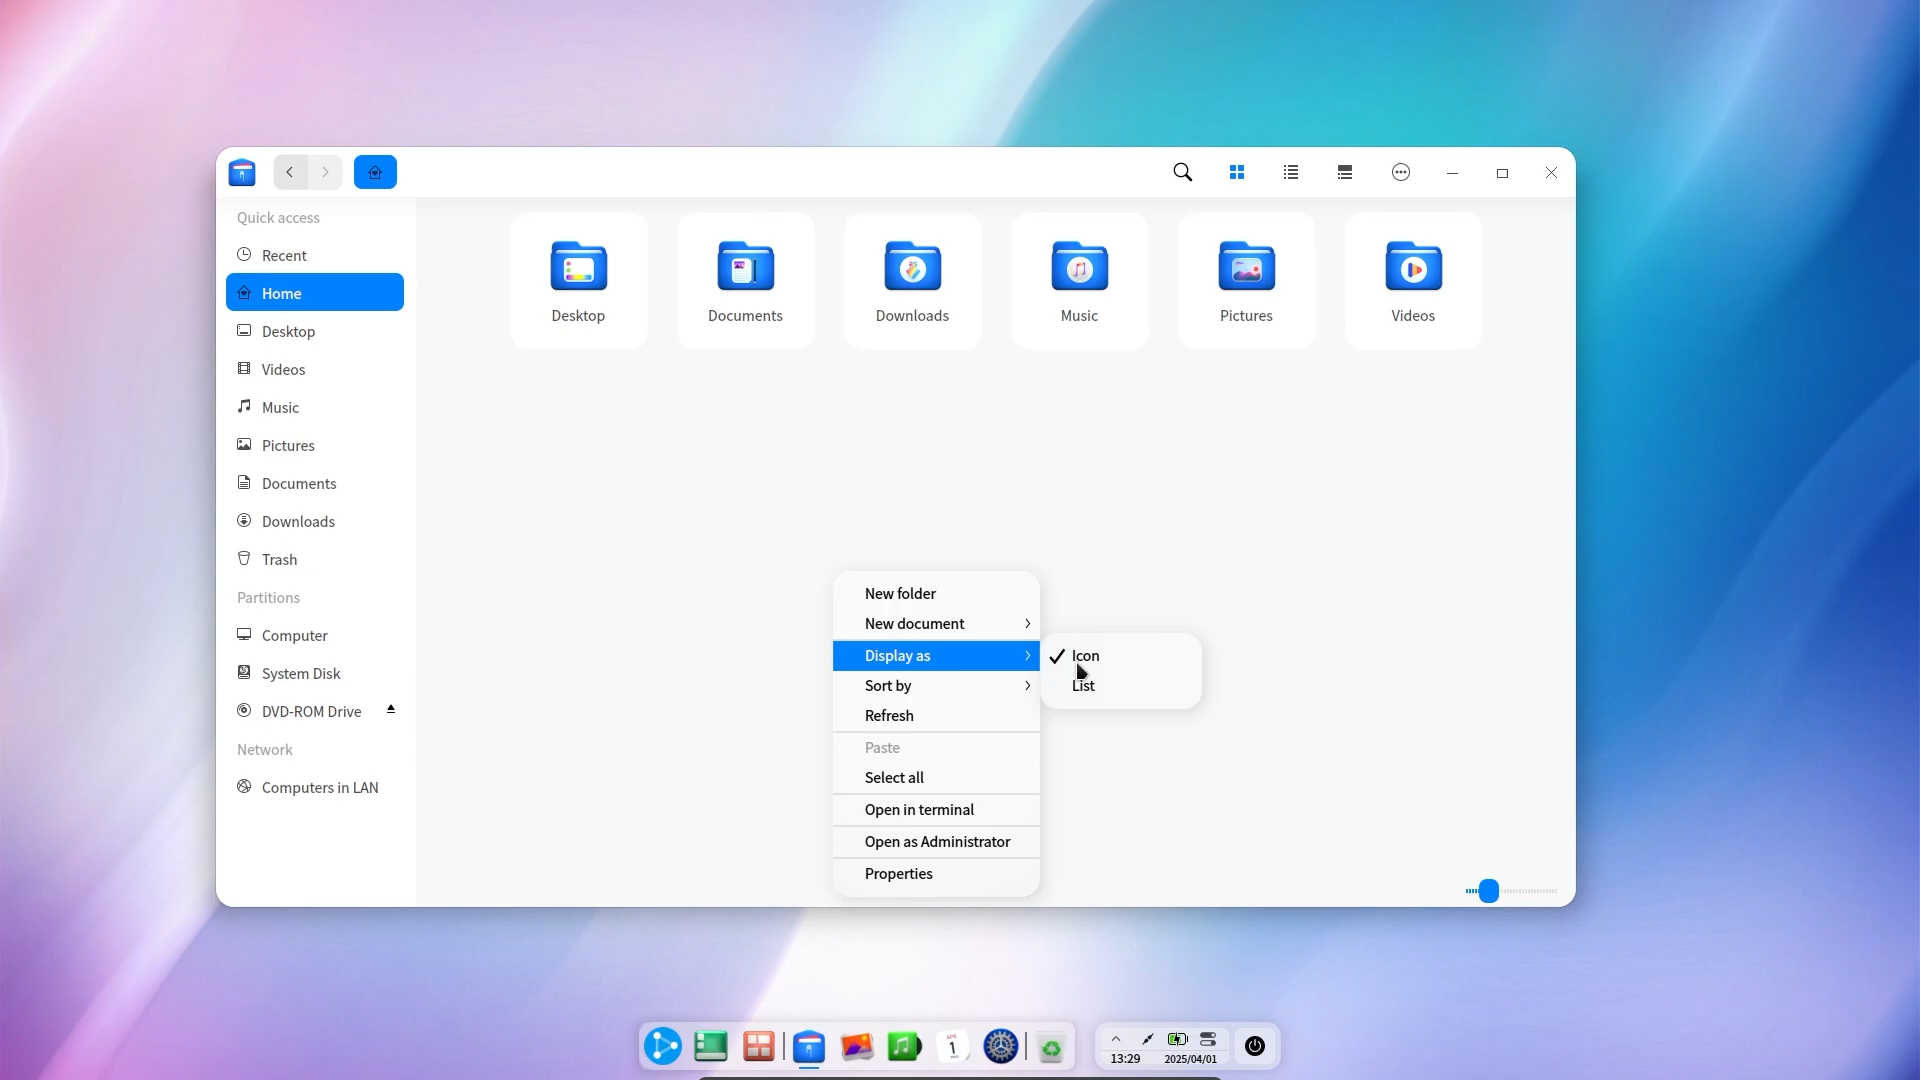 Quick access
Recent
Home
Desktop
Videos
Music
Pictures
Documents
Downloads
Trash
Partitions
Computer
System Disk
DVD-ROM Drive
Network
Computers in LAN
Desktop
Documents
Downloads
Music
Pictures
Videos
New folder
New document
Display as
Sort by
Refresh
Paste
Select all
Open in terminal
Open as Administrator
Properties
Icon
List
APR
1
13:29
2025/04/01